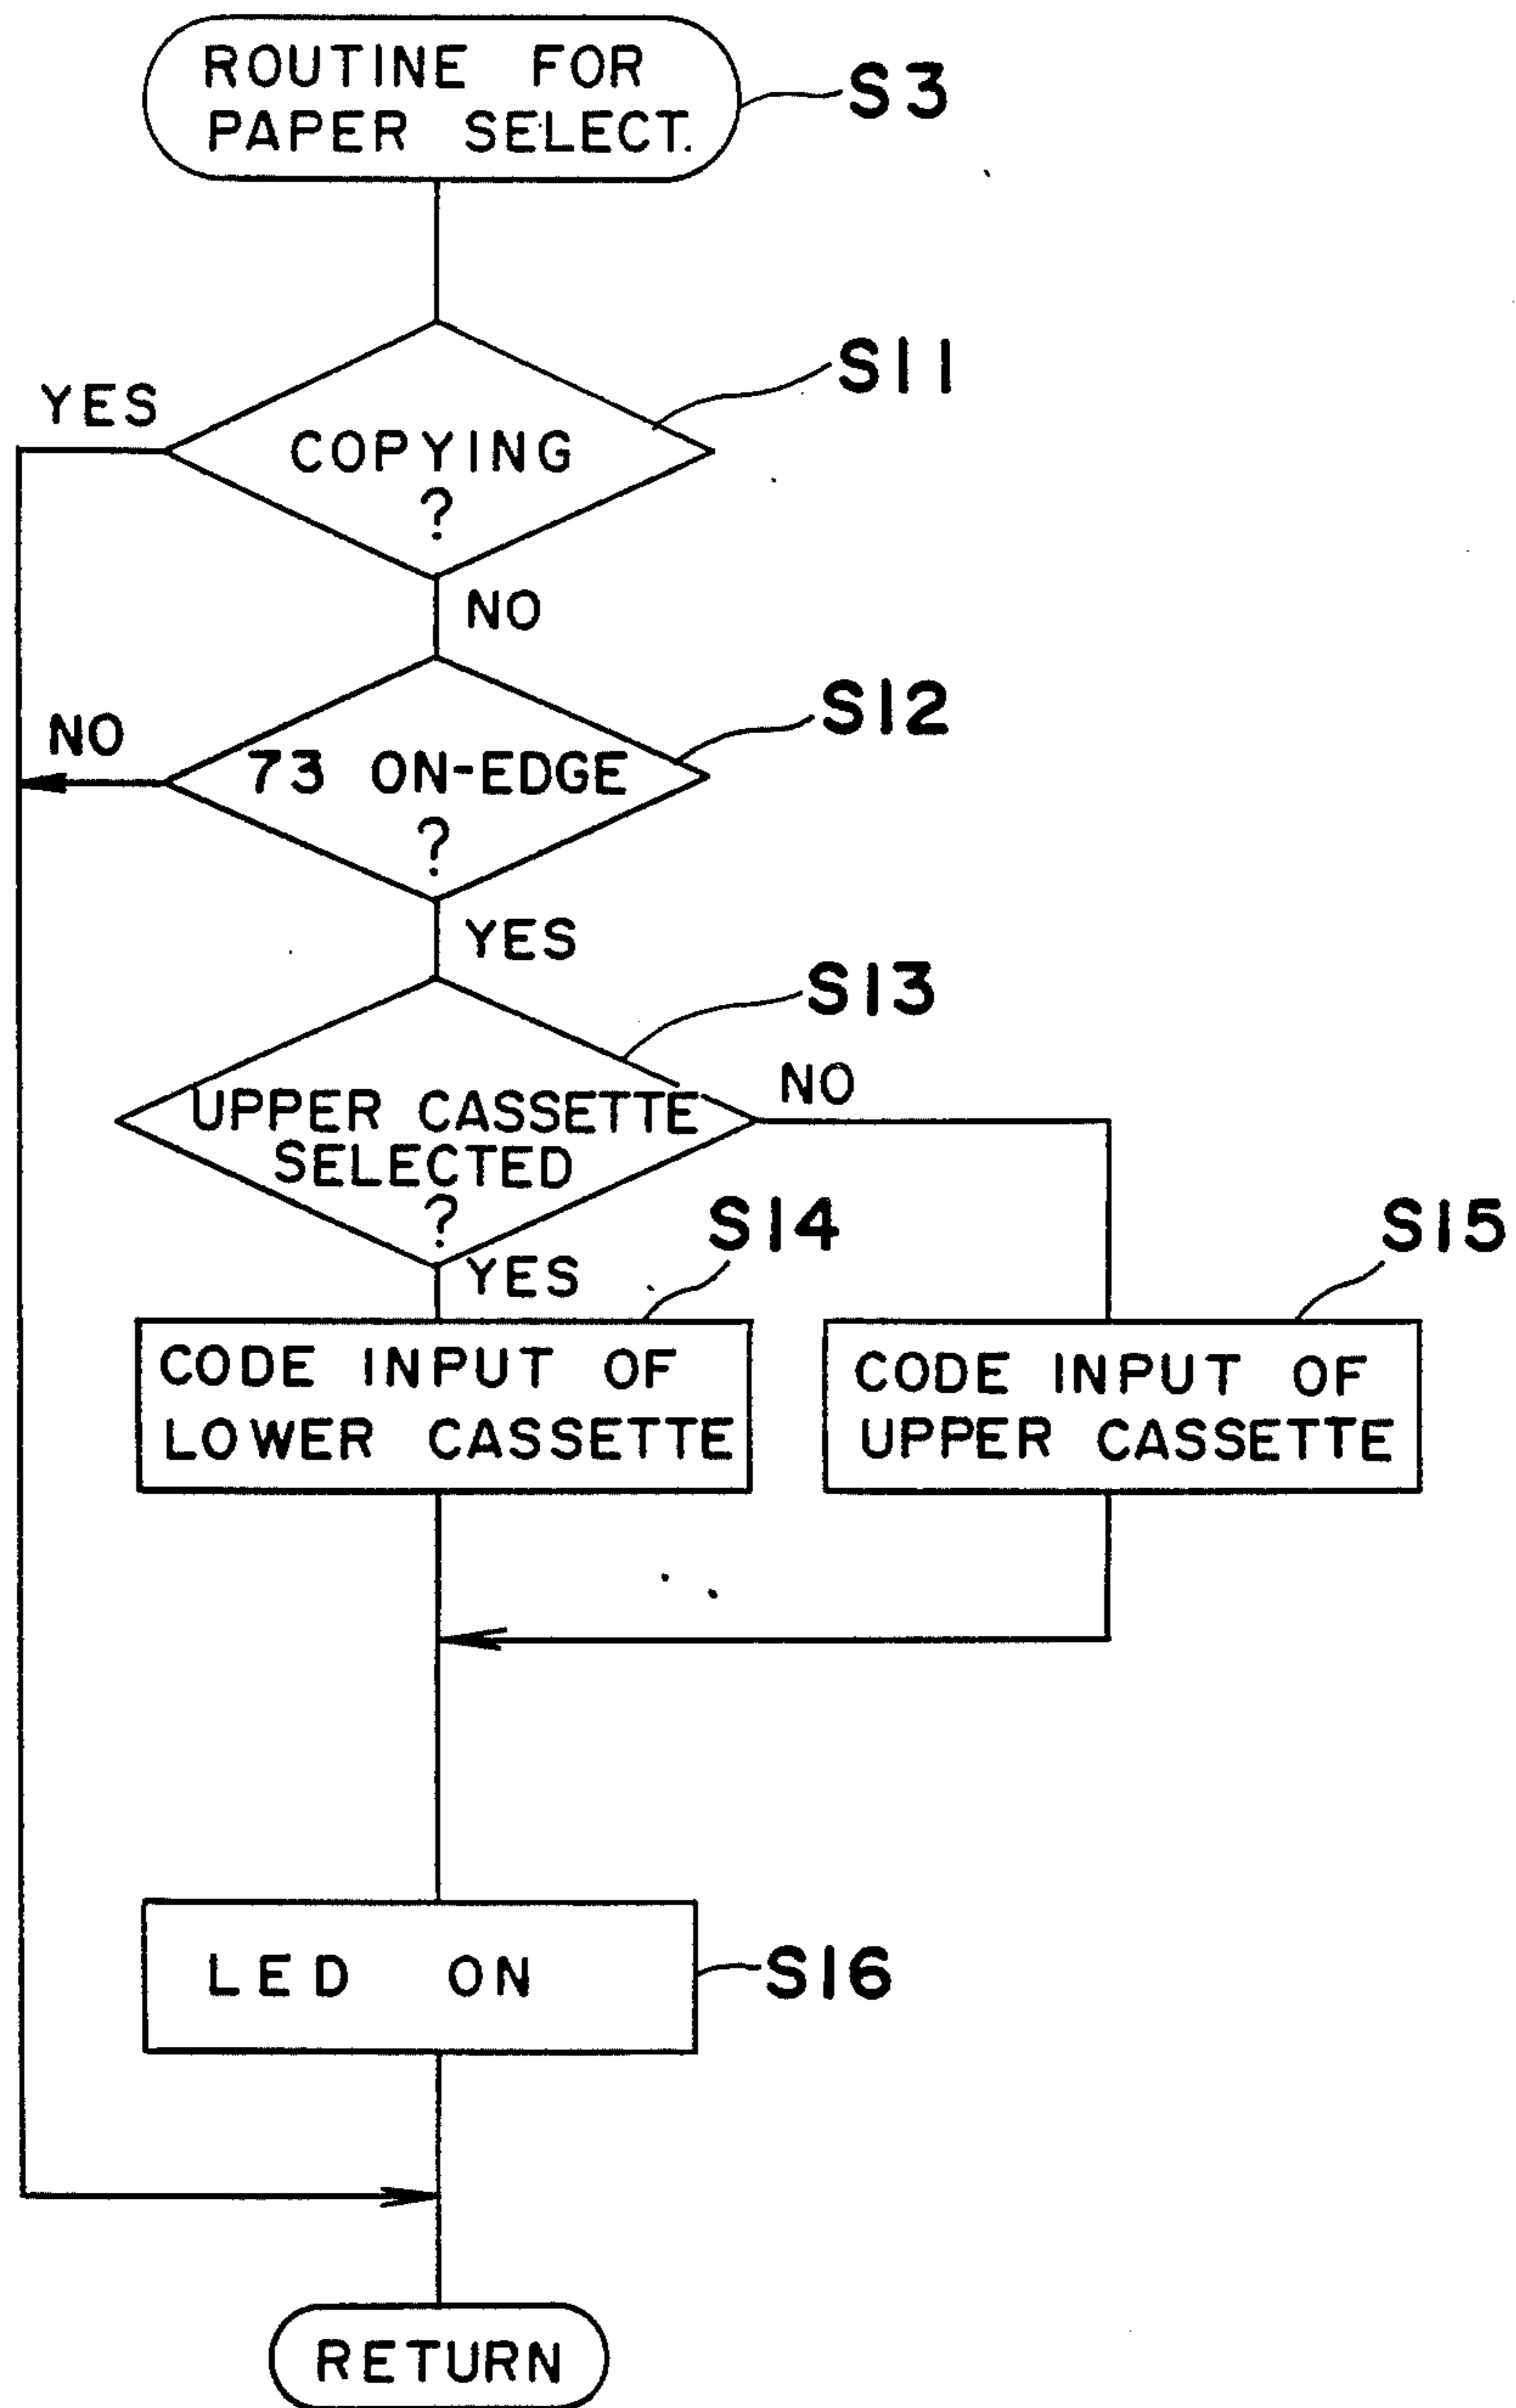 ROUTINE FOR
PAPER SELECT.
S3
S11
YES
COPYING
?
NO
S12
NO
73 ON-EDGE
?
YES
S13
NO
UPPER CASSETTE
SELECTED
?
S14
S15
YES
CODE INPUT OF
LOWER CASSETTE
CODE INPUT OF
UPPER CASSETTE
LED ON
S16
RETURN